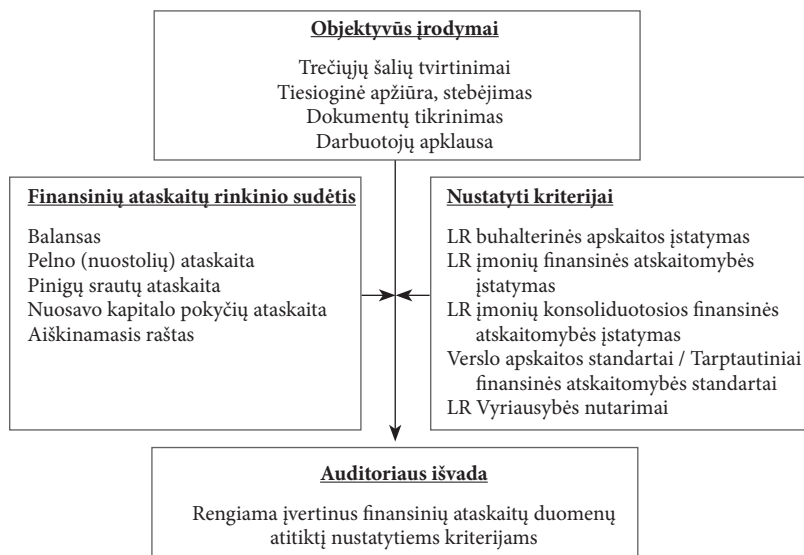 Objektyvūs įrodymai
Trečiųjų šalių tvirtinimai
Tiesioginė apžiūra, stebėjimas
Dokumentų tikrinimas
Darbuotojų apklausa
Finansinių ataskaitų rinkinio sudėtis
Balansas
Pelno (nuostolių) ataskaita
Pinigų srautų ataskaita
Nuosavo kapitalo pokyčių ataskaita
Aiškinamasis raštas
Nustatyti kriterijai
LR buhalterinės apskaitos įstatymas
LR įmonių finansinės atskaitomybės
įstatymas
LR įmonių konsoliduotosios finansinės
atskaitomybės įstatymas
Verslo apskaitos standartai / Tarptautiniai
finansinės atskaitomybės standartai
LR Vyriausybės nutarimai
Auditoriaus išvada
Rengiama įvertinus finansinių ataskaitų duomenų
atitiktį nustatytiems kriterijams